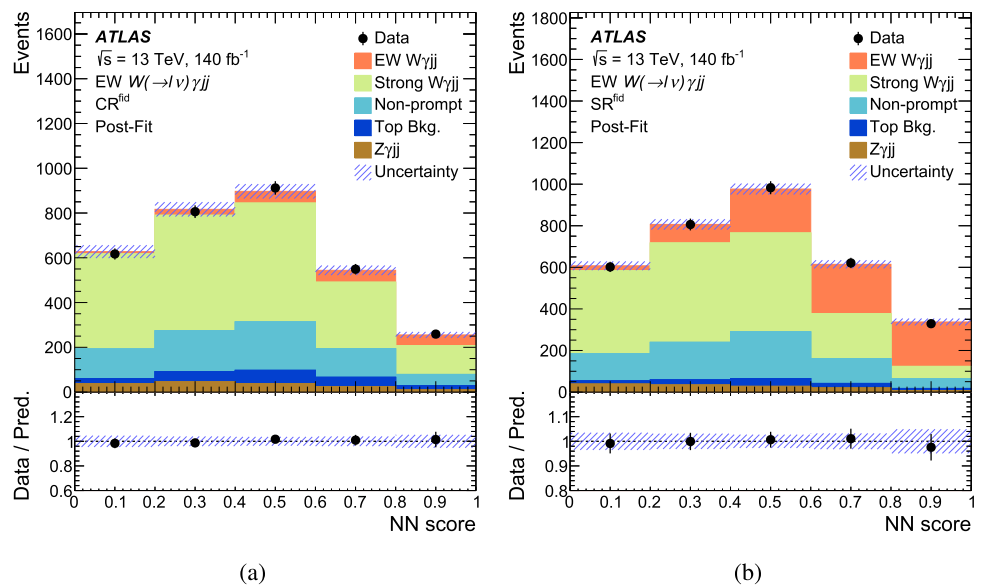 Events
1600
1400
1200
1000
800
600
400
200
0
ATLAS
√s = 13 TeV, 140 fb⁻¹
EW W(→lν)γjj
CRᶠⁱᵈ
Post-Fit
Data
EW Wγjj
Strong Wγjj
Non-prompt
Top Bkg.
Zγjj
Uncertainty
Data / Pred.
1.2
1
0.8
0.6
0 0.1 0.2 0.3 0.4 0.5 0.6 0.7 0.8 0.9 1
NN score
(a)
Events
1800
1600
1400
1200
1000
800
600
400
200
0
ATLAS
√s = 13 TeV, 140 fb⁻¹
EW W(→lν)γjj
SRᶠⁱᵈ
Post-Fit
Data
EW Wγjj
Strong Wγjj
Non-prompt
Top Bkg.
Zγjj
Uncertainty
Data / Pred.
1.1
1
0.9
0.8
0 0.1 0.2 0.3 0.4 0.5 0.6 0.7 0.8 0.9 1
NN score
(b)